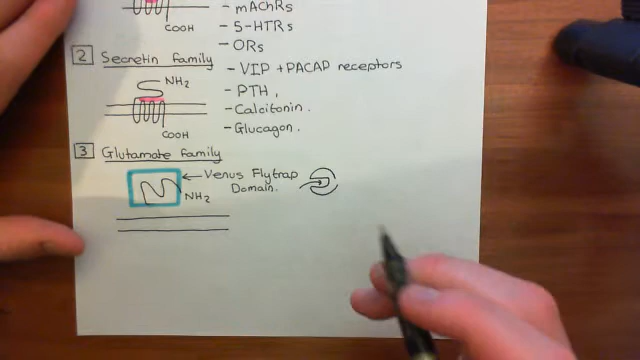 - mAChRs
COOH
- 5-HTRs
- ORs
2 Secretin Family
NH2
- VIP + PACAP receptors
- PTH,
- Calcitonin.
COOH
- Glucagon.
3 Glutamate Family
Venus Flytrap
Domain.
NH2